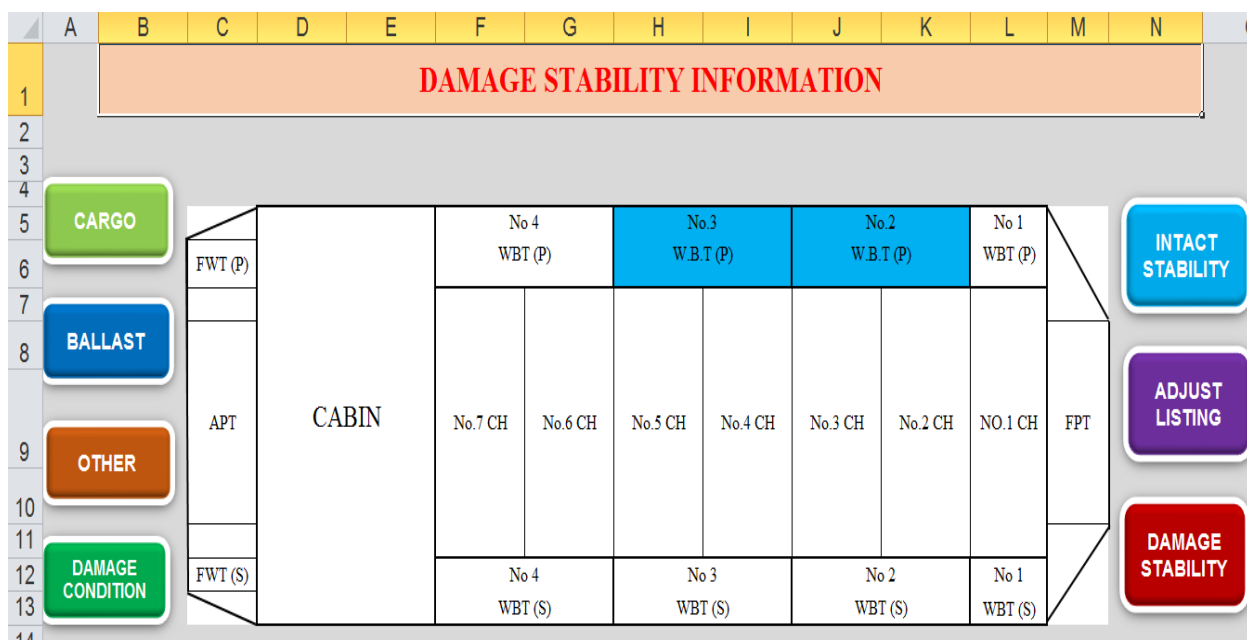 A B C D E F G H I J K L M N
1
DAMAGE STABILITY INFORMATION
2
3
4
5
6
7
8
9
10
11
12
13
14
CARGO
BALLAST
OTHER
DAMAGE
CONDITION
FWT (P)
APT
FWT (S)
CABIN
No 4
WBT (P)
No.3
W.B.T (P)
No.2
W.B.T (P)
No 1
WBT (P)
No.7 CH
No.6 CH
No.5 CH
No.4 CH
No.3 CH
No.2 CH
NO.1 CH
FPT
No 4
WBT (S)
No 3
WBT (S)
No 2
WBT (S)
No 1
WBT (S)
INTACT
STABILITY
ADJUST
LISTING
DAMAGE
STABILITY